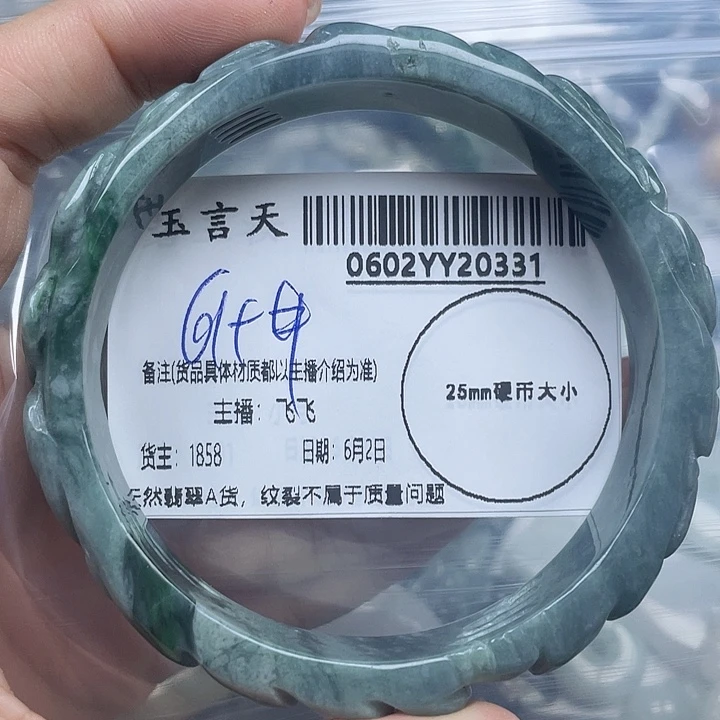 玉言天
0602YY20331
备注(货品具体材质都以主播介绍为准)
25mm硬币大小
主播：飞飞
货主：1858
日期：6月2日
天然翡翠A货，纹裂不属于质量问题